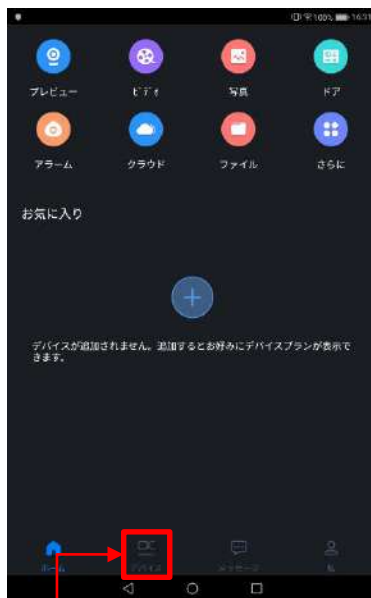 100% 16:31
プレビュー ビデオ 写真 ドア
アラーム クラウド ファイル さらに
お気に入り
デバイスが追加されません。追加するとお好みにデバイスプランが表示で
きます。
ホーム デバイス メッセージ 私